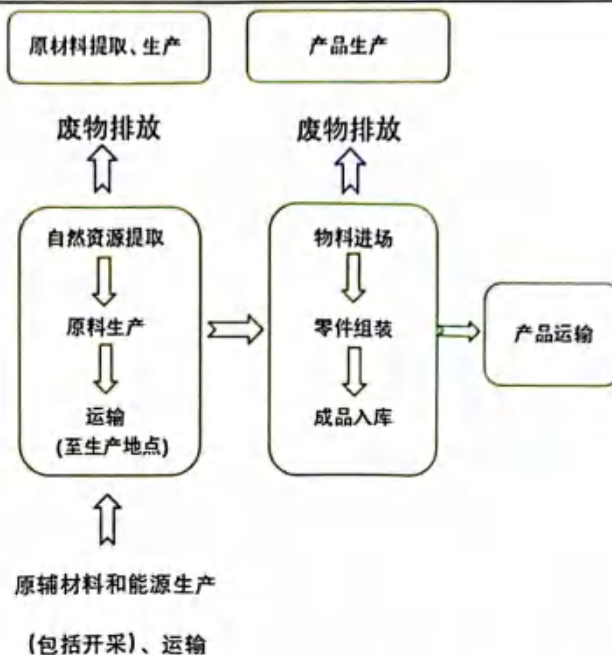 原材料提取、生产
产品生产
废物排放
废物排放
自然资源提取
原料生产
运输
(至生产地点)
物料进场
零件组装
成品入库
产品运输
原辅材料和能源生产
(包括开采)、运输